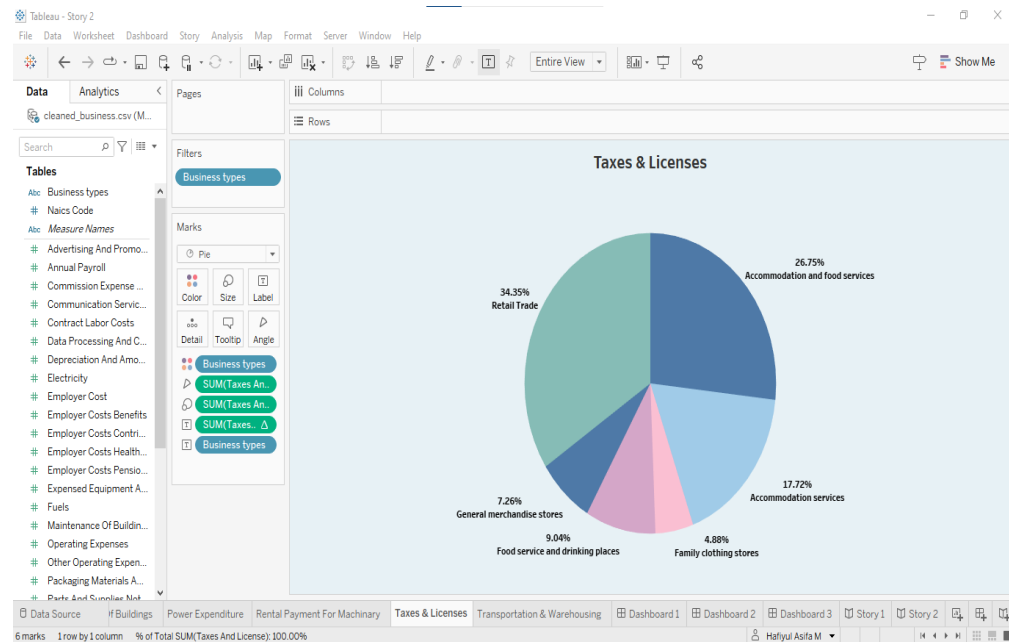 Tableau - Story 2
File Data Worksheet Dashboard Story Analysis Map Format Server Window Help
Entire View
Show Me
Data Analytics
cleaned_business.csv (M...
Search
Tables
Abc Business types
# Naics Code
Abc Measure Names
# Advertising And Promo...
# Annual Payroll
# Commission Expense ...
# Communication Servic...
# Contract Labor Costs
# Data Processing And C...
# Depreciation And Amo...
# Electricity
# Employer Cost
# Employer Costs Benefits
# Employer Costs Contri...
# Employer Costs Health...
# Employer Costs Pensio...
# Expensed Equipment A...
# Fuels
# Maintenance Of Buildin...
# Operating Expenses
# Other Operating Expen...
# Packaging Materials A...
# Parts And Supplies Not
Pages
Filters
Business types
Marks
Pie
Color Size Label
Detail Tooltip Angle
Business types
SUM(Taxes An..
SUM(Taxes An..
SUM(Taxes.. Δ
Business types
Columns
Rows
Taxes & Licenses
26.75%
Accommodation and food services
34.35%
Retail Trade
17.72%
Accommodation services
7.26%
General merchandise stores
9.04%
Food service and drinking places
4.88%
Family clothing stores
Data Source f Buildings Power Expenditure Rental Payment For Machinery Taxes & Licenses Transportation & Warehousing Dashboard 1 Dashboard 2 Dashboard 3 Story 1 Story 2
6 marks 1 row by 1 column % of Total SUM(Taxes And License): 100.00% Hafiyul Asifa M